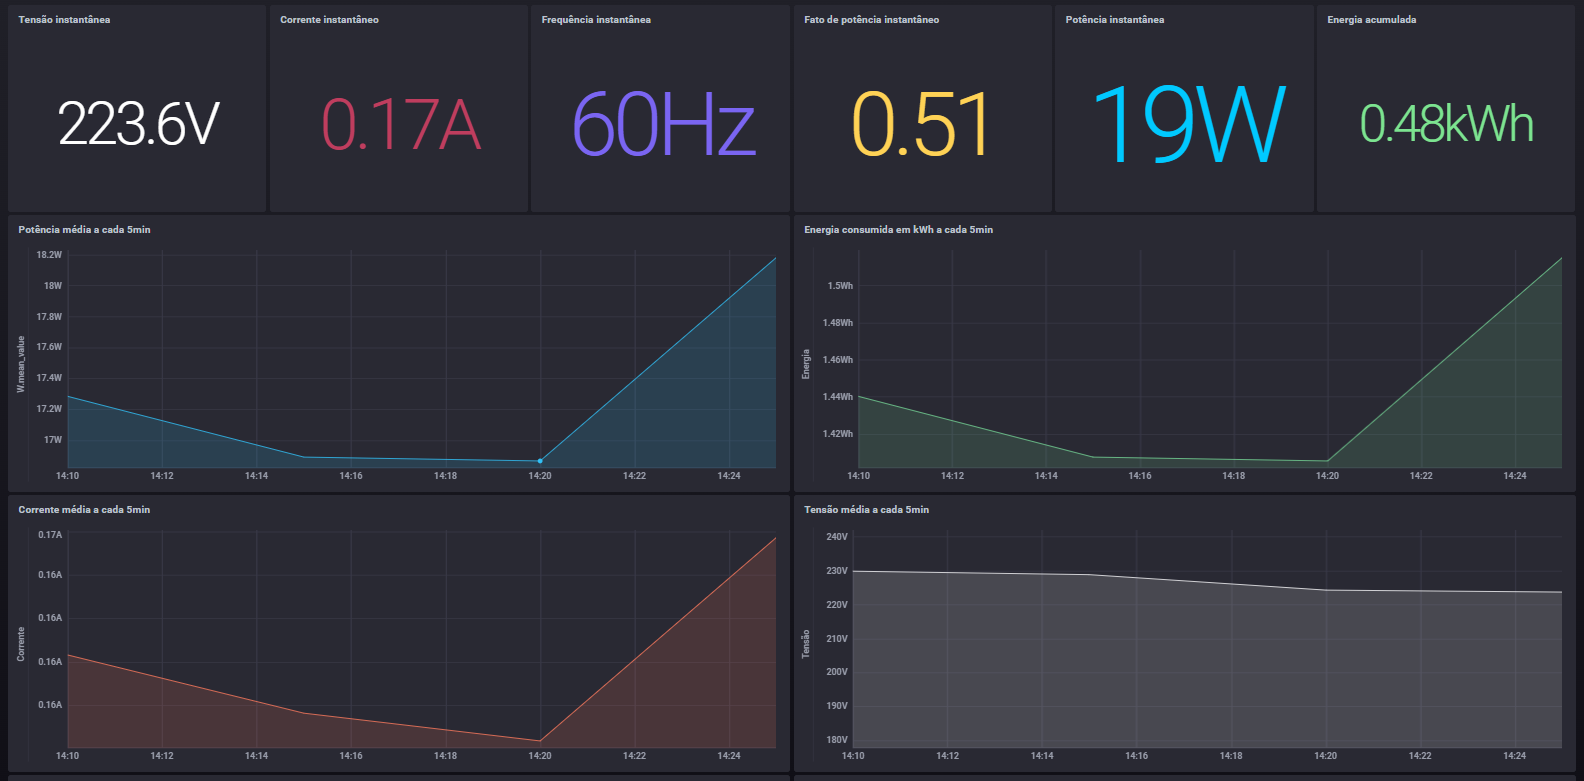 Tensão instantânea
223.6V
Corrente instantâneo
0.17A
Frequência instantânea
60Hz
Fato de potência instantâneo
0.51
Potência instantânea
19W
Energia acumulada
0.48kWh
Potência média a cada 5min
W.mean_value
18.2W
18W
17.8W
17.6W
17.4W
17.2W
17W
14:10 14:12 14:14 14:16 14:18 14:20 14:22 14:24
Energia consumida em kWh a cada 5min
Energia
1.5Wh
1.48Wh
1.46Wh
1.44Wh
1.42Wh
14:10 14:12 14:14 14:16 14:18 14:20 14:22 14:24
Corrente média a cada 5min
Corrente
0.17A
0.16A
0.16A
0.16A
0.16A
14:10 14:12 14:14 14:16 14:18 14:20 14:22 14:24
Tensão média a cada 5min
Tensão
240V
230V
220V
210V
200V
190V
180V
14:10 14:12 14:14 14:16 14:18 14:20 14:22 14:24